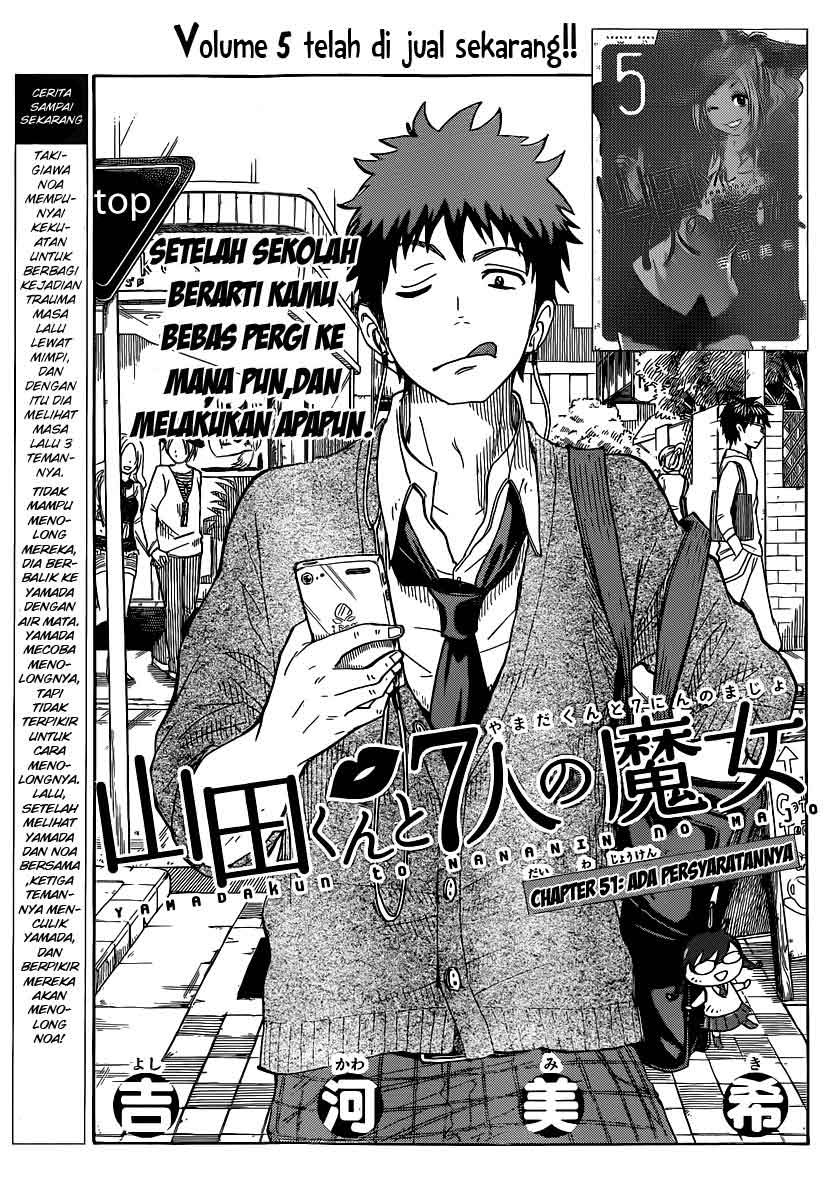 Volume 5 telah di jual sekarang!!
5
CERITA
SAMPAI
SEKARANG
TAKI-
GIAWA
NOA
MEMPU-
NYAI
KEKU-
ATAN
UNTUK
BERBAGI
KEJADIAN
TRAUMA
MASA
LALU
LEWAT
MIMPI,
DAN
DENGAN
ITU DIA
MELIHAT
MASA
LALU 3
TEMAN-
NYA.
TIDAK
MAMPU
MENO-
LONG
MEREKA,
DIA BER-
BALIK KE
YAMADA
DENGAN
AIR MATA.
YAMADA
MECOBA
MENO-
LONGNYA,
TAPI
TIDAK
TERPIKIR
UNTUK
CARA
MENO-
LONGNYA.
LALU,
SETELAH
MELIHAT
YAMADA
DAN NOA
BERSAMA
,KETIGA
TEMAN-
NYA MEN-
CULIK
YAMADA,
DAN
BERPIKIR
MEREKA
AKAN
MENO-
LONG
NOA!
top
SETELAH SEKOLAH
BERARTI KAMU
BEBAS PERGI KE
MANA PUN,DAN
MELAKUKAN APAPUN.
やまだくんと7にんのまじょ
山田くんと7人の魔女
YAMADAKUN to NANANIN NO MAJO
だい わ じょうけん
CHAPTER 51: ADA PERSYARATANNYA
よし かわ み き
吉河美希